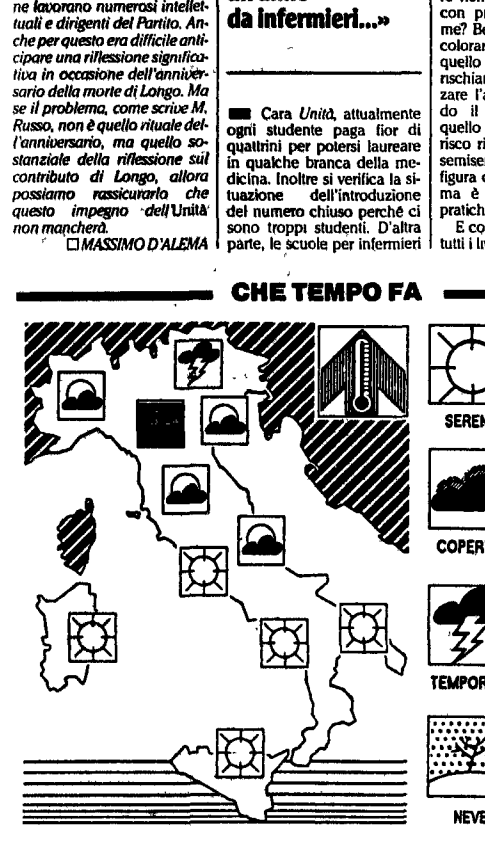 ne lavorano numerosi intellet-
tuali e dirigenti del Partito. An-
che per questo era difficile anti-
cipare una riflessione significa-
tiva in occasione dell'anniver-
sario della morte di Longo. Ma
se il problema, come scrive M.
Russo, non è quello rituale del-
l'anniversario, ma quello so-
stanziale della riflessione sul
contributo di Longo, allora
possiamo rassicurarlo che
questo impegno dell'Unità
non mancherà.
□ MASSIMO D'ALEMA
da infermieri...»
Cara Unità, attualmente
ogni studente paga fior di
quattrini per potersi laureare
in qualche branca della me-
dicina. Inoltre si verifica la si-
tuazione dell'introduzione
del numero chiuso perché ci
sono troppi studenti. D'altra
parte, le scuole per infermieri
con pr
me? Be
colorar
quello
rischiar
zare l'a
do il
quello
risco ri
semiser
figura e
ma è
pratich
E co
tutti i li
CHE TEMPO FA
SEREN
COPER
TEMPOR
NEVE